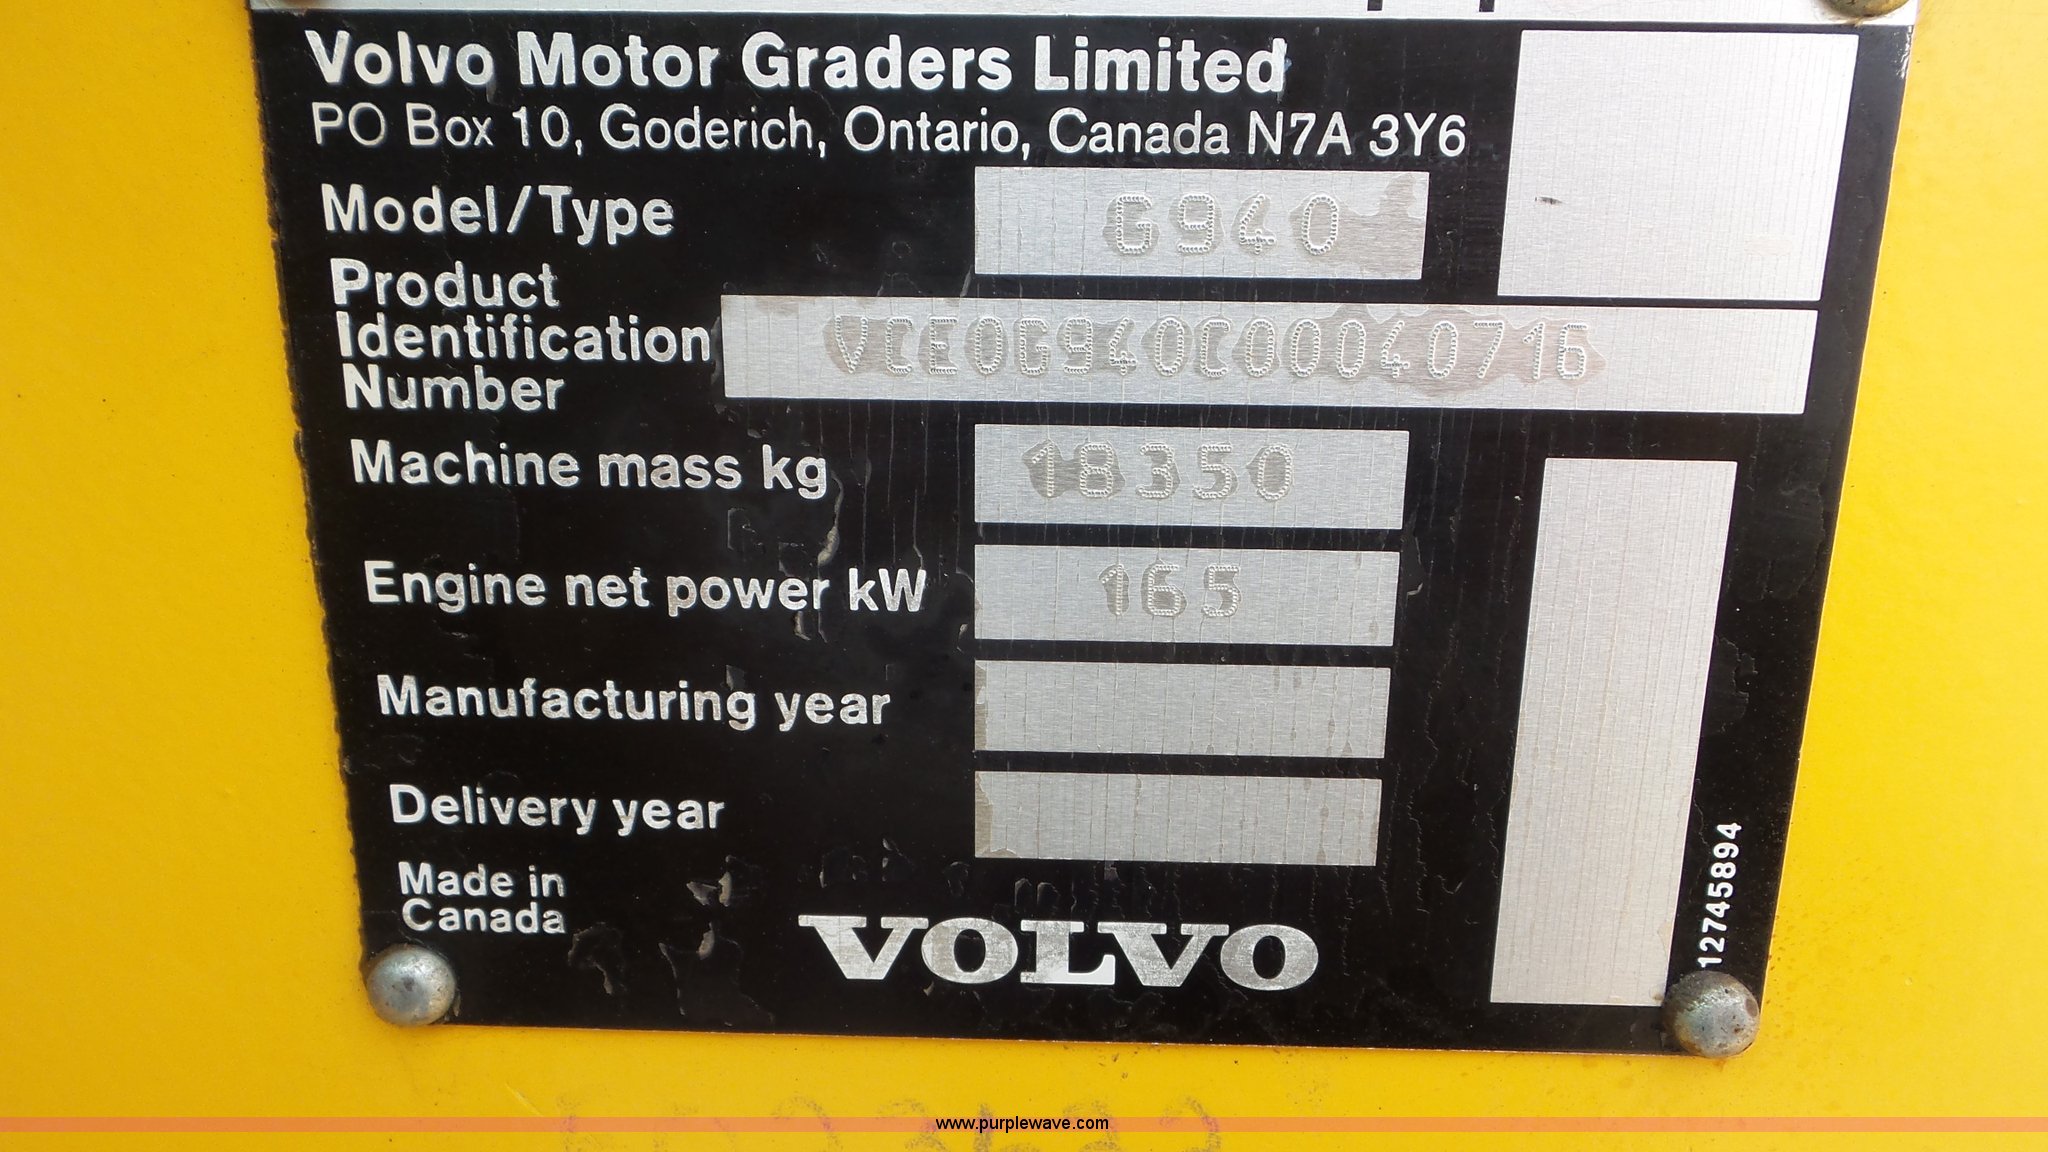 Volvo Motor Graders Limited
PO Box 10, Goderich, Ontario, Canada N7A 3Y6
Model/Type G940
Product
Identification VCE0G940C00040716
Number
Machine mass kg 18350
Engine net power kW 165
Manufacturing year
Delivery year
Made in
Canada
VOLVO
12745894
www.purplewave.com